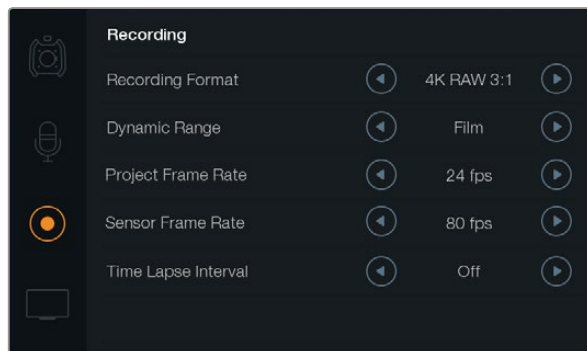 Recording
Recording Format 4K RAW 3:1
Dynamic Range Film
Project Frame Rate 24 fps
Sensor Frame Rate 80 fps
Time Lapse Interval Off